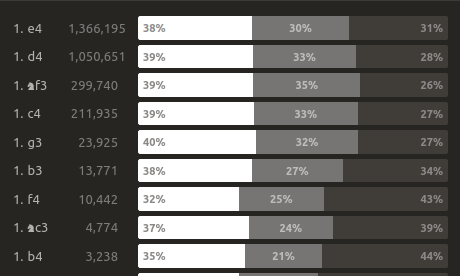 1. e4 1,366,195 38% 30% 31%
1. d4 1,050,651 39% 33% 28%
1. ♞f3 299,740 39% 35% 26%
1. c4 211,935 39% 33% 27%
1. g3 23,925 40% 32% 27%
1. b3 13,771 38% 27% 34%
1. f4 10,442 32% 25% 43%
1. ♞c3 4,774 37% 24% 39%
1. b4 3,238 35% 21% 44%